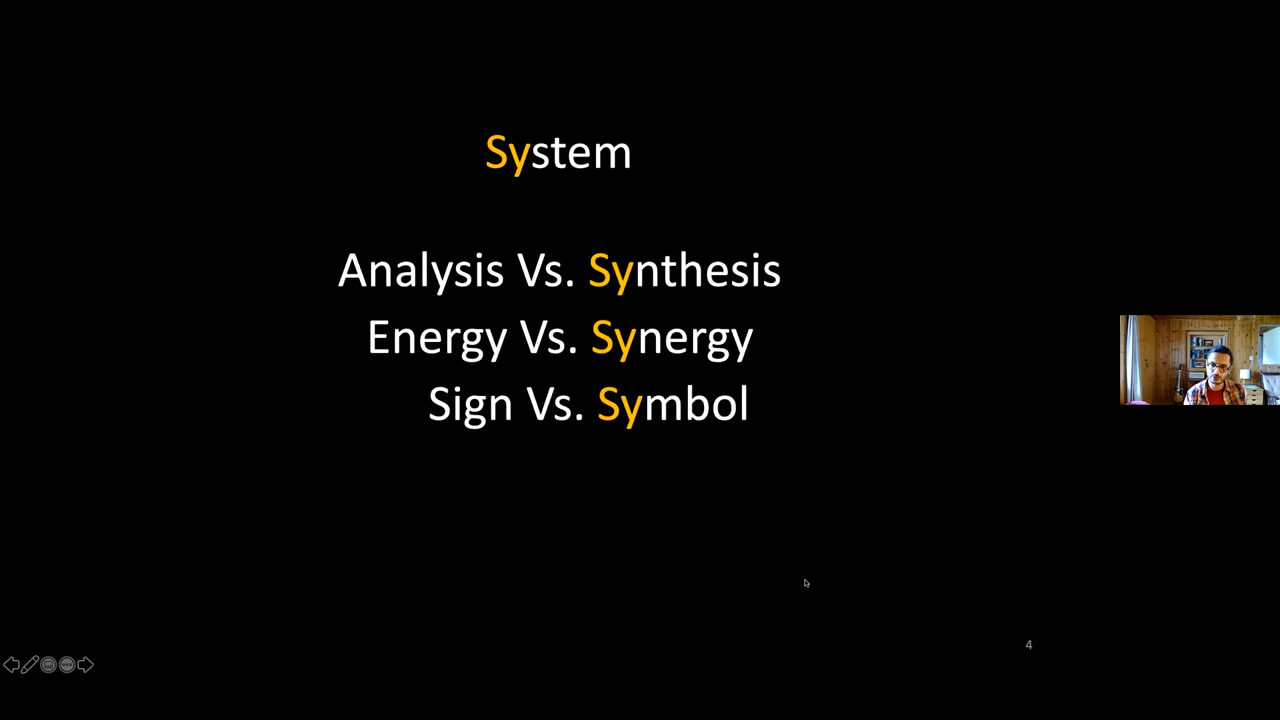 System
Analysis Vs. Synthesis
Energy Vs. Synergy
Sign Vs. Symbol
4